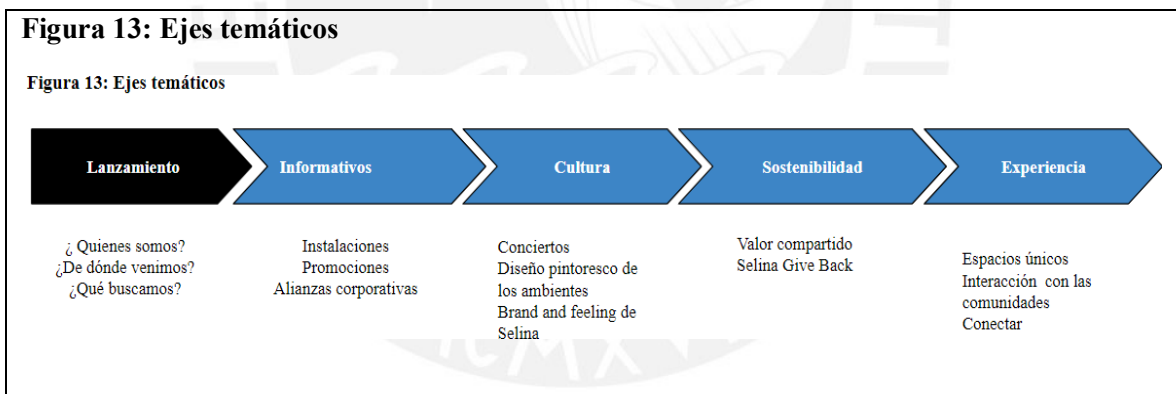 Figura 13: Ejes temáticos
Figura 13: Ejes temáticos
Lanzamiento
Informativos
Cultura
Sostenibilidad
Experiencia
¿ Quienes somos?
¿De dónde venimos?
¿Qué buscamos?
Instalaciones
Promociones
Alianzas corporativas
Conciertos
Diseño pintoresco de
los ambientes
Brand and feeling de
Selina
Valor compartido
Selina Give Back
Espacios únicos
Interacción con las
comunidades
Conectar